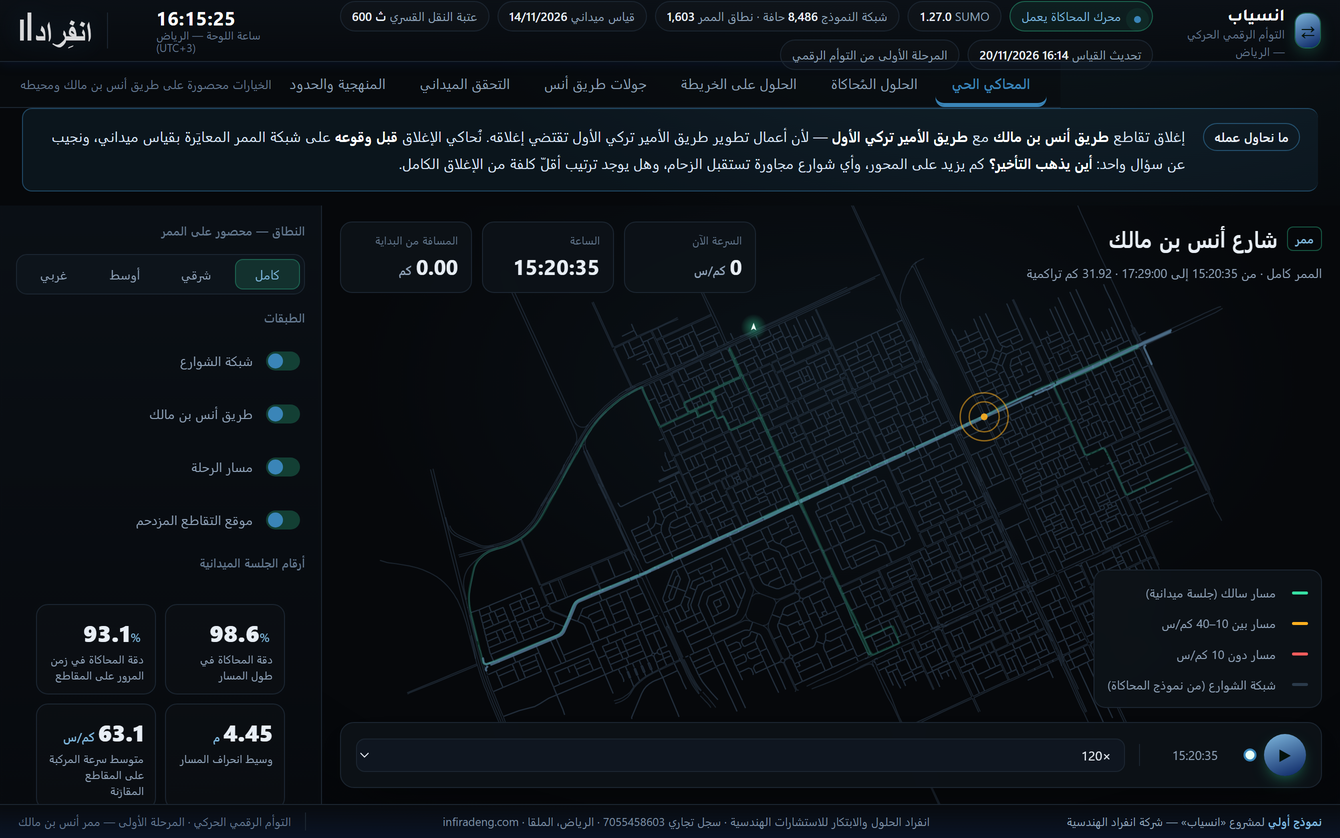 انسياب
التوأم الرقمي الحركي
— الرياض
محرك المحاكاة يعمل
SUMO 1.27.0
شبكة النموذج 8,486 حافة · نطاق الممر 1,603
قياس ميداني 14/11/2026
عتبة النقل القسري 600 ث
تحديث القياس 16:14 20/11/2026
المرحلة الأولى من التوأم الرقمي
16:15:25
ساعة اللوحة — الرياض
(UTC+3)
انفراد
المحاكي الحي
الحلول المُحاكاة
الحلول على الخريطة
جولات طريق أنس
التحقق الميداني
المنهجية والحدود
الخيارات محصورة على طريق أنس بن مالك ومحيطه
ما نحاول عمله
إغلاق تقاطع طريق أنس بن مالك مع طريق الأمير تركي الأول — لأن أعمال تطوير طريق الأمير تركي الأول تقتضي إغلاقه. نُحاكي الإغلاق قبل وقوعه على شبكة الممر المعايَرة بقياس ميداني، ونجيب
عن سؤال واحد: أين يذهب التأخير؟ كم يزيد على المحور، وأي شوارع مجاورة تستقبل الزحام، وهل يوجد ترتيب أقلّ كلفة من الإغلاق الكامل.
ممر
شارع أنس بن مالك
الممر كامل · من 15:20:35 إلى 17:29:00 · 31.92 كم تراكمية
السرعة الآن
0 كم/س
الساعة
15:20:35
المسافة من البداية
0.00 كم
مسار سالك (جلسة ميدانية)
مسار بين 10–40 كم/س
مسار دون 10 كم/س
شبكة الشوارع (من نموذج المحاكاة)
15:20:35
120×
النطاق — محصور على الممر
كامل
شرقي
أوسط
غربي
الطبقات
شبكة الشوارع
طريق أنس بن مالك
مسار الرحلة
موقع التقاطع المزدحم
أرقام الجلسة الميدانية
98.6%
دقة المحاكاة في
طول المسار
93.1%
دقة المحاكاة في زمن
المرور على المقاطع
4.45 م
وسيط انحراف المسار
63.1 كم/س
متوسط سرعة المركبة
على المقاطع
المقارَنة
نموذج أولي لمشروع «انسياب» — شركة انفراد الهندسية
انفراد الحلول والابتكار للاستشارات الهندسية · سجل تجاري 7055458603 · الرياض، الملقا · infiradeng.com
التوأم الرقمي الحركي · المرحلة الأولى — ممر أنس بن مالك